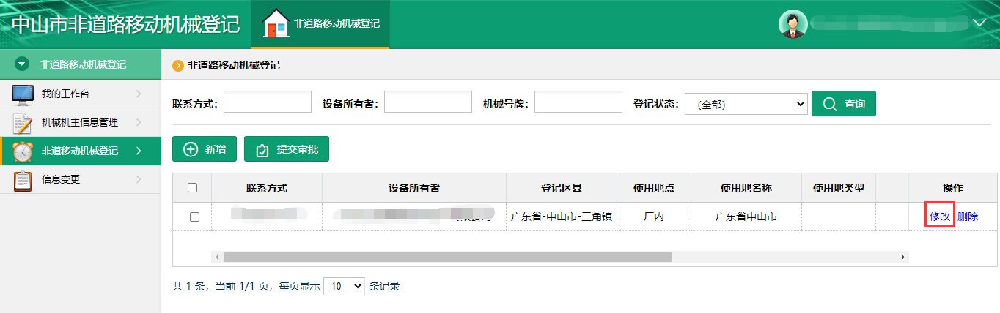 中山市非道路移动机械登记
非道路移动机械登记
非道路移动机械登记
我的工作台
机械机主信息管理
非道移动机械登记
信息变更
非道路移动机械登记
联系方式： 设备所有者： 机械号牌： 登记状态： （全部） 查询
新增 提交审批
联系方式 设备所有者 登记区县 使用地点 使用地名称 使用地类型 操作
广东省-中山市-三角镇 厂内 广东省中山市 修改 删除
共 1 条，当前 1/1 页，每页显示 10 条记录